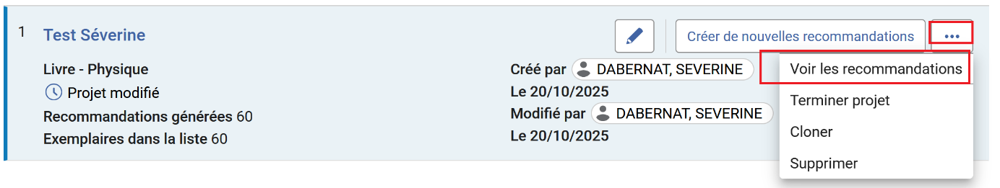 1 Test Séverine Créer de nouvelles recommandations ...
Livre - Physique Créé par DABERNAT, SEVERINE Voir les recommandations
Projet modifié Le 20/10/2025 Terminer projet
Recommandations générées 60 Modifié par DABERNAT, SEVERINE
Exemplaires dans la liste 60 Le 20/10/2025 Cloner
Supprimer